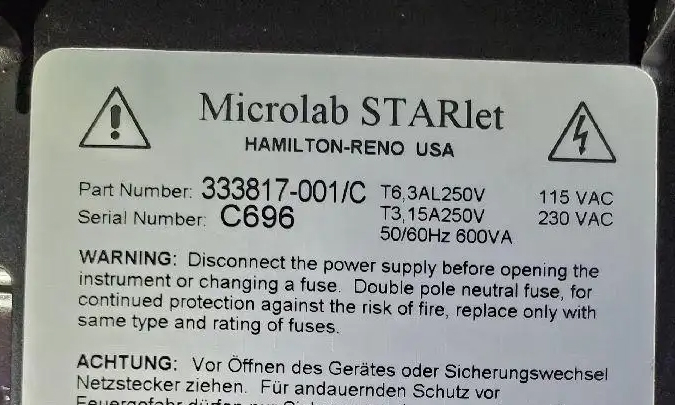 Microlab STARlet
HAMILTON-RENO USA
Part Number: 333817-001/C T6,3AL250V 115 VAC
Serial Number: C696 T3,15A250V 230 VAC
50/60Hz 600VA
WARNING: Disconnect the power supply before opening the
instrument or changing a fuse. Double pole neutral fuse, for
continued protection against the risk of fire, replace only with
same type and rating of fuses.
ACHTUNG: Vor Öffnen des Gerätes oder Sicherungswechsel
Netzstecker ziehen. Für andauernden Schutz vor